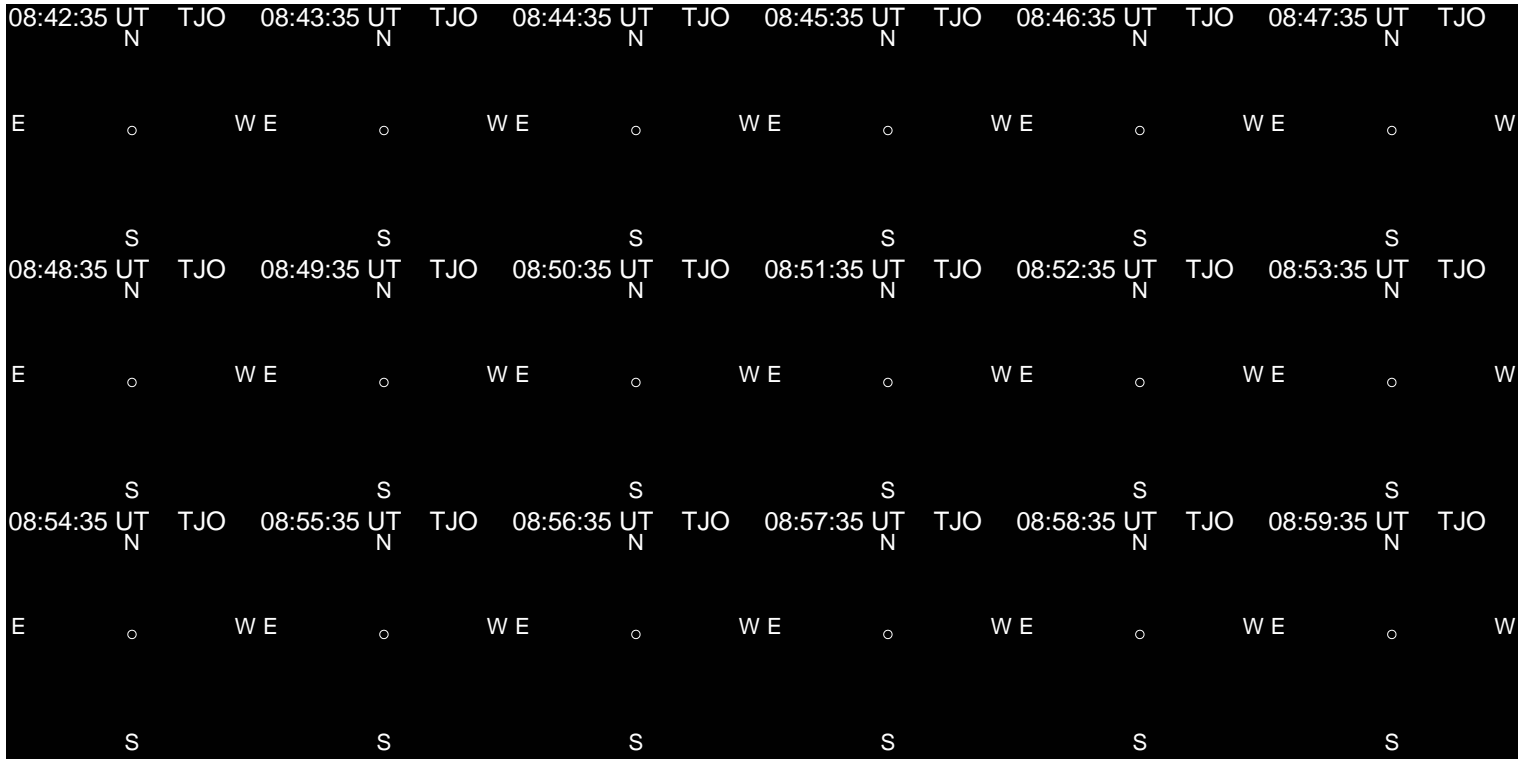 08:42:35 UT TJO 08:43:35 UT TJO 08:44:35 UT TJO 08:45:35 UT TJO 08:46:35 UT TJO 08:47:35 UT TJO
N N N N N N
E W E W E W E W E W E W
S S S S S S
08:48:35 UT TJO 08:49:35 UT TJO 08:50:35 UT TJO 08:51:35 UT TJO 08:52:35 UT TJO 08:53:35 UT TJO
N N N N N N
E W E W E W E W E W E W
S S S S S S
08:54:35 UT TJO 08:55:35 UT TJO 08:56:35 UT TJO 08:57:35 UT TJO 08:58:35 UT TJO 08:59:35 UT TJO
N N N N N N
E W E W E W E W E W E W
S S S S S S